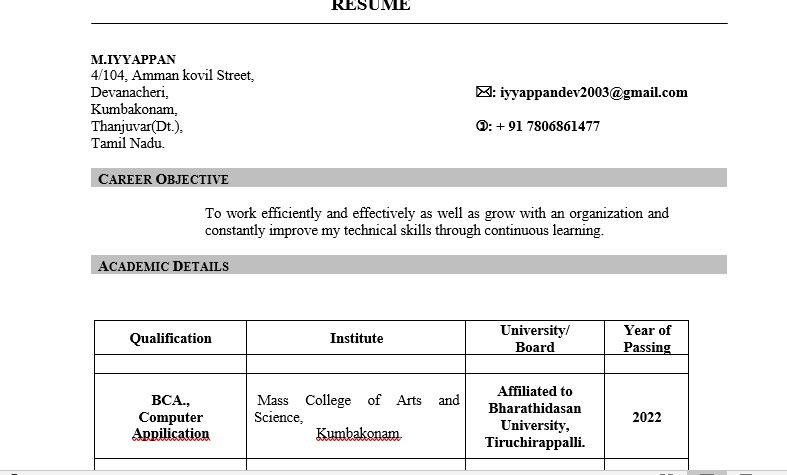 RESUME
M.IYYAPPAN
4/104, Amman kovil Street,
Devanacheri,
Kumbakonam,
Thanjuvar(Dt.),
Tamil Nadu.
✉: iyyappandev2003@gmail.com
✆: + 91 7806861477
CAREER OBJECTIVE
To work efficiently and effectively as well as grow with an organization and
constantly improve my technical skills through continuous learning.
ACADEMIC DETAILS
Qualification
Institute
University/
Board
Year of
Passing
BCA.,
Computer
Appilication
Mass College of Arts and
Science,
Kumbakonam.
Affiliated to
Bharathidasan
University,
Tiruchirappalli.
2022